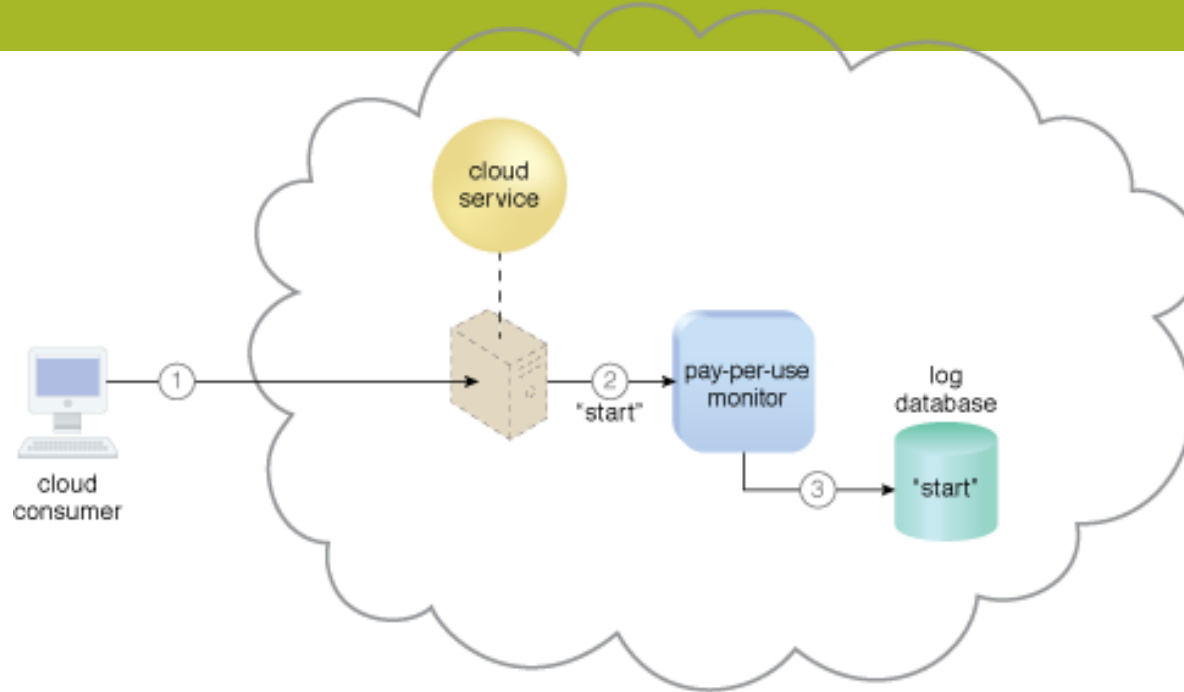 cloud
service
1
2
"start"
pay-per-use
monitor
log
database
3
"start"
cloud
consumer